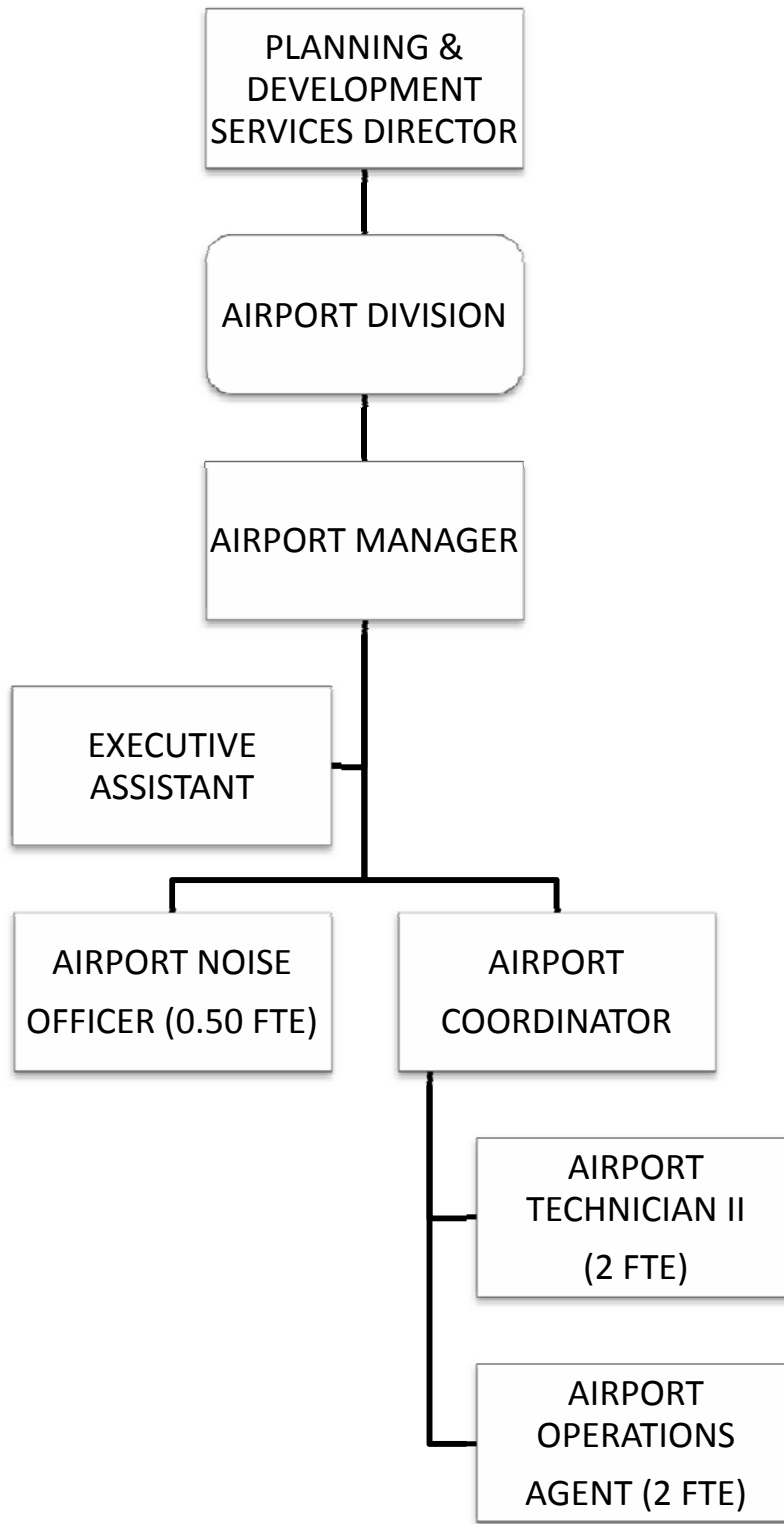 PLANNING &
DEVELOPMENT
SERVICES DIRECTOR
AIRPORT DIVISION
AIRPORT MANAGER
EXECUTIVE
ASSISTANT
AIRPORT NOISE
OFFICER (0.50 FTE)
AIRPORT
COORDINATOR
AIRPORT
TECHNICIAN II
(2 FTE)
AIRPORT
OPERATIONS
AGENT (2 FTE)